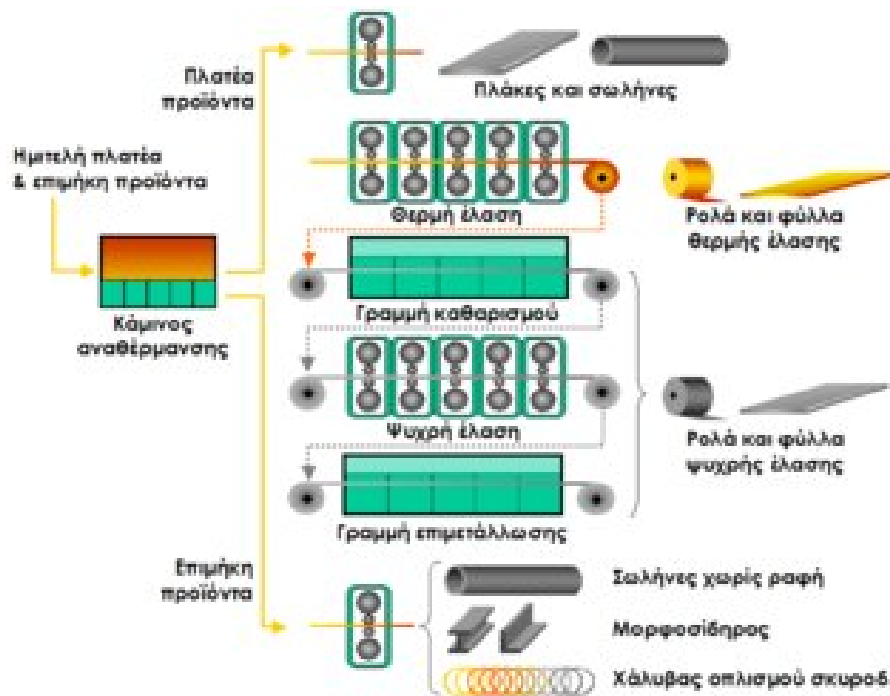 Πλατέα
προϊόντα
Πλάκες και σωλήνες
Ημιτελή πλατέα
& επιμήκη προϊόντα
Θερμή έλαση
Ρολά και φύλλα
θερμής έλασης
Κάμινος
αναθέρμανσης
Γραμμή καθαρισμού
Ψυχρή έλαση
Ρολά και φύλλα
ψυχρής έλασης
Γραμμή επιμετάλλωσης
Επιμήκη
προϊόντα
Σωλήνες χωρίς ραφή
Μορφοσίδηρος
Χάλυβας οπλισμού σκυροδ